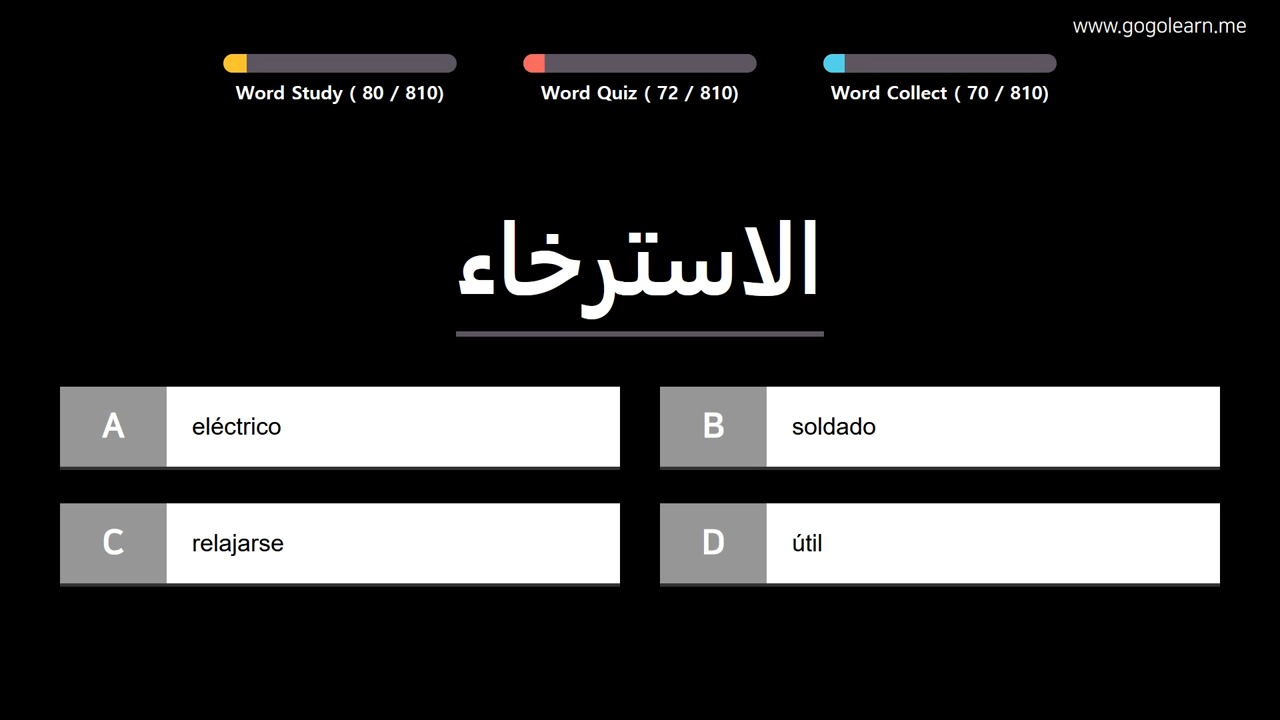 www.gogolearn.me
Word Study ( 80 / 810)
Word Quiz ( 72 / 810)
Word Collect ( 70 / 810)
الاسترخاء
A eléctrico
B soldado
C relajarse
D útil